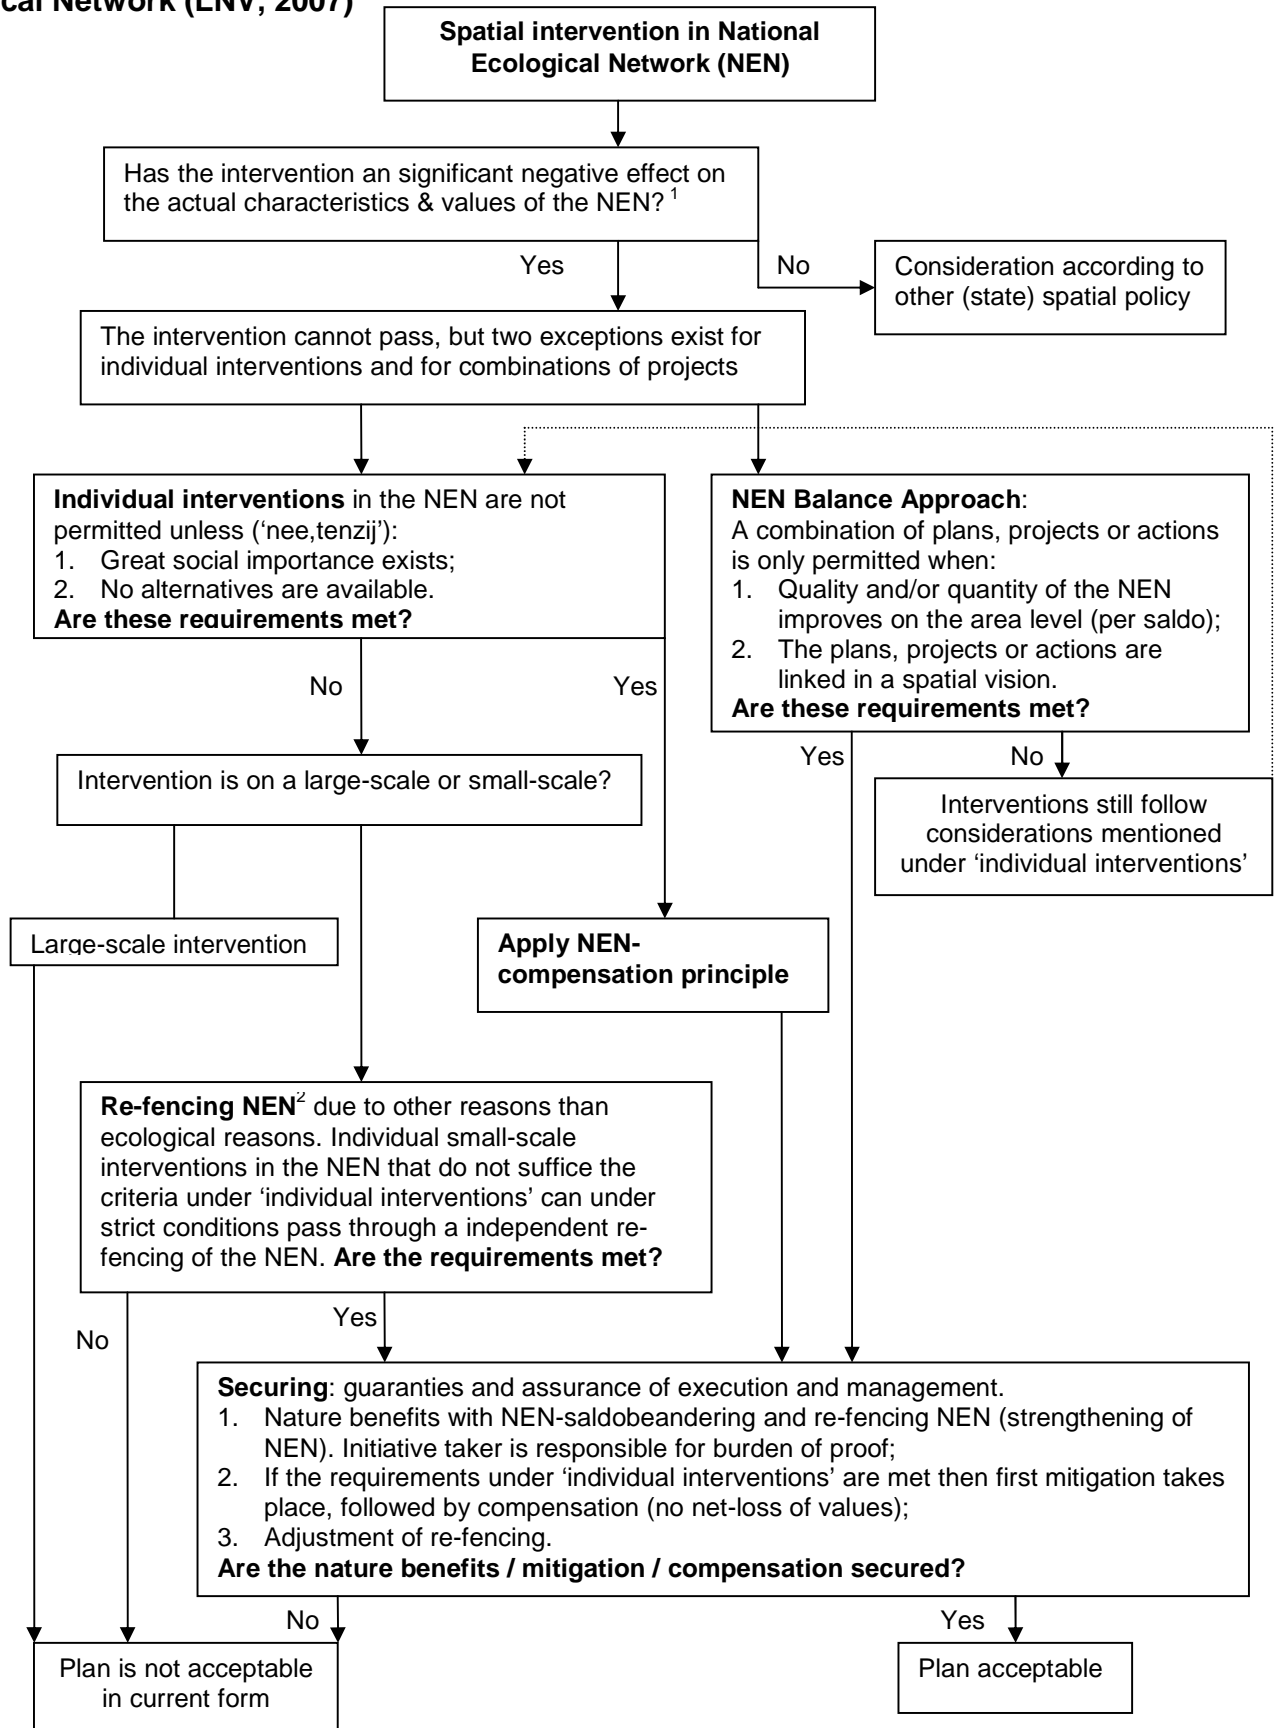 cal Network (LNV, 2007)
Spatial intervention in National
Ecological Network (NEN)
Has the intervention an significant negative effect on
the actual characteristics & values of the NEN? 1
Yes
No
Consideration according to
other (state) spatial policy
The intervention cannot pass, but two exceptions exist for
individual interventions and for combinations of projects
Individual interventions in the NEN are not
permitted unless (‘nee,tenzij’):
1. Great social importance exists;
2. No alternatives are available.
Are these requirements met?
NEN Balance Approach:
A combination of plans, projects or actions
is only permitted when:
1. Quality and/or quantity of the NEN
improves on the area level (per saldo);
2. The plans, projects or actions are
linked in a spatial vision.
Are these requirements met?
No
Yes
Yes
No
Intervention is on a large-scale or small-scale?
Interventions still follow
considerations mentioned
under ‘individual interventions’
Large-scale intervention
Apply NEN-
compensation principle
Re-fencing NEN2 due to other reasons than
ecological reasons. Individual small-scale
interventions in the NEN that do not suffice the
criteria under ‘individual interventions’ can under
strict conditions pass through a independent re-
fencing of the NEN. Are the requirements met?
No
Yes
Securing: guaranties and assurance of execution and management.
1. Nature benefits with NEN-saldobeandering and re-fencing NEN (strengthening of
NEN). Initiative taker is responsible for burden of proof;
2. If the requirements under ‘individual interventions’ are met then first mitigation takes
place, followed by compensation (no net-loss of values);
3. Adjustment of re-fencing.
Are the nature benefits / mitigation / compensation secured?
No
Yes
Plan is not acceptable
in current form
Plan acceptable